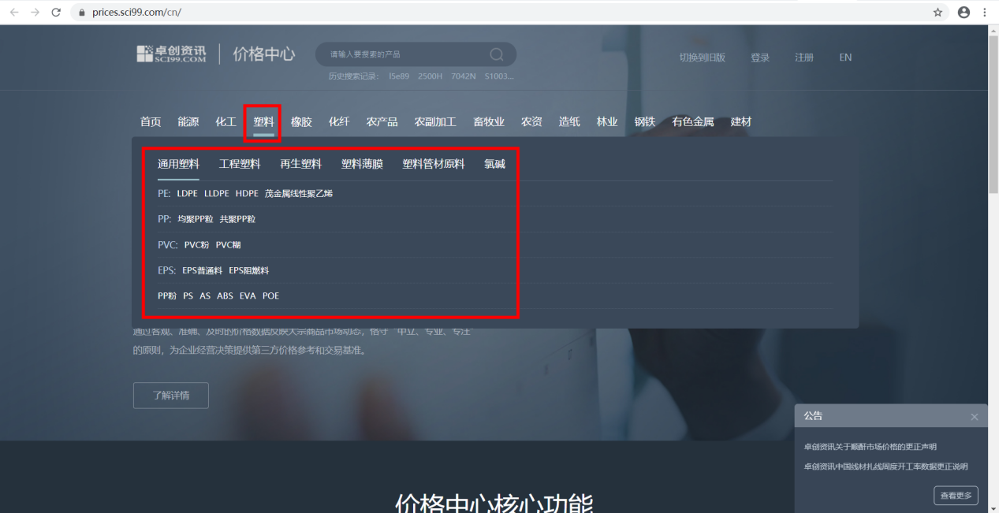 prices.sci99.com/cn/
卓创资讯
SCI99.COM
价格中心
请输入要搜索的产品
切换到旧版 登录 注册 EN
历史搜索记录: l5e89 2500H 7042N S1003...
首页 能源 化工 塑料 橡胶 化纤 农产品 农副加工 畜牧业 农资 造纸 林业 钢铁 有色金属 建材
通用塑料 工程塑料 再生塑料 塑料薄膜 塑料管材原料 氯碱
PE: LDPE LLDPE HDPE 茂金属线性聚乙烯
PP: 均聚PP粒 共聚PP粒
PVC: PVC粉 PVC糊
EPS: EPS普通料 EPS阻燃料
PP粉 PS AS ABS EVA POE
通过客观、准确、及时的价格数据反映大宗商品市场动态，恪守“中立、专业、专注”
的原则，为企业经营决策提供第三方价格参考和交易基准。
了解详情
公告
卓创资讯关于顺酐市场价格的更正声明
卓创资讯中国线材扎线周度开工率数据更正说明
查看更多
价格中心核心功能